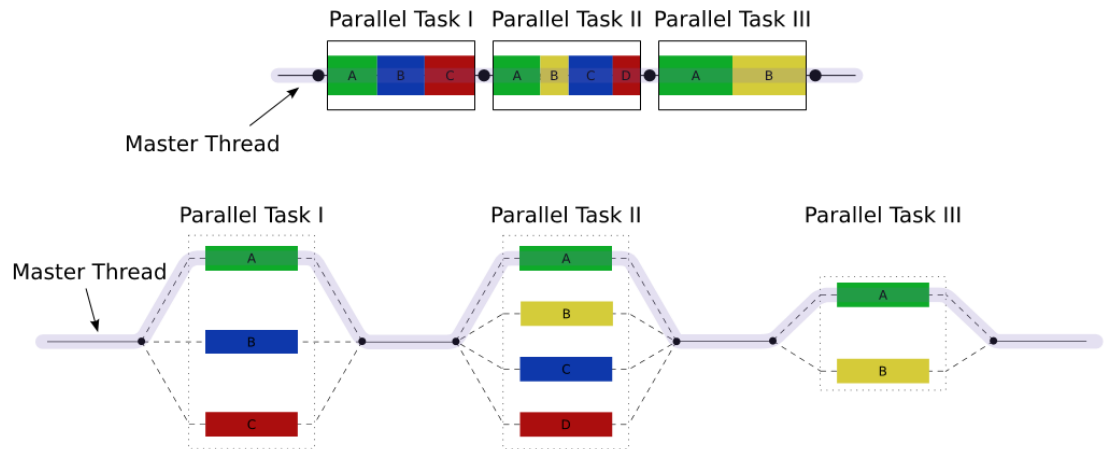 Parallel Task I
Parallel Task II
Parallel Task III
A B C
A B C D
A B
Master Thread
Parallel Task I
Parallel Task II
Parallel Task III
Master Thread
A
B
C
A
B
C
D
A
B